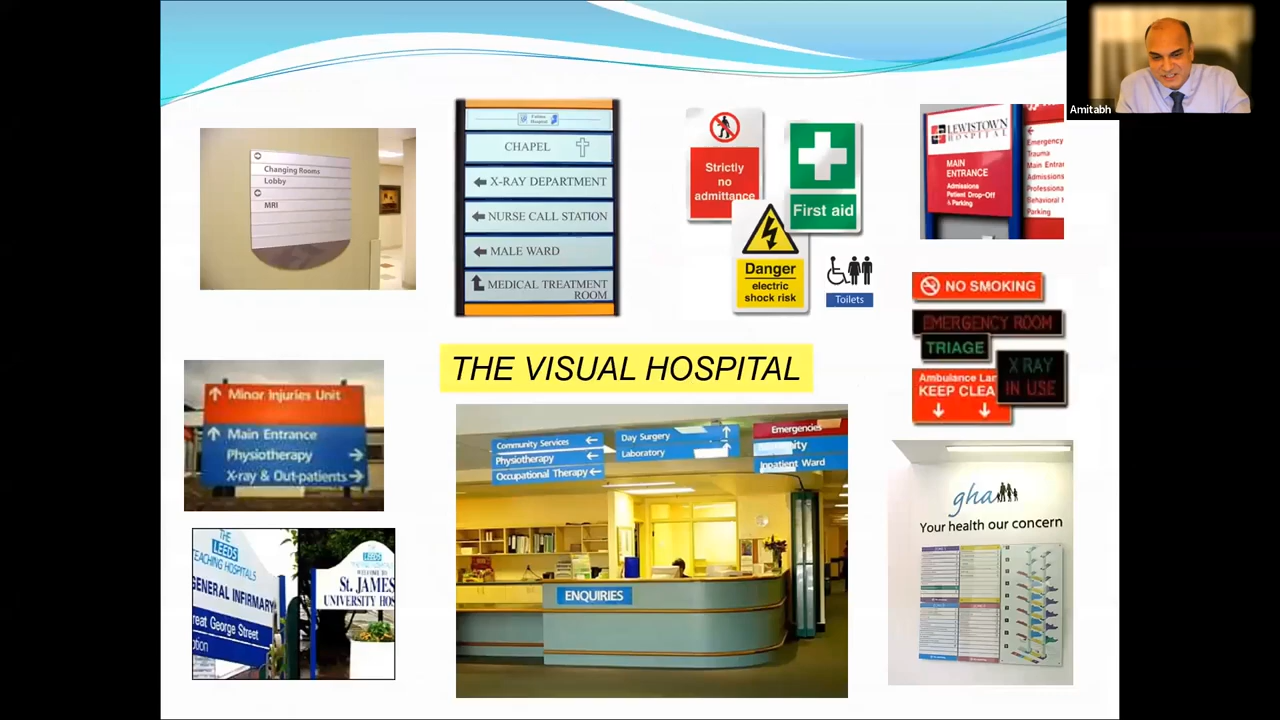 Amitabh
Changing Rooms
Lobby
MRI
CHAPEL
X-RAY DEPARTMENT
NURSE CALL STATION
MALE WARD
MEDICAL TREATMENT
ROOM
Strictly
no
admittance
First aid
Danger
electric
shock risk
Toilets
LEWISTOWN
HOSPITAL
MAIN
ENTRANCE
Admissions
Patient Drop-Off
& Parking
Emergency
Trauma
Main Entra
Admissions
Professiona
Behavioral h
Parking
NO SMOKING
EMERGENCY ROOM
TRIAGE
X RAY
IN USE
Ambulance Lan
KEEP CLEA
THE VISUAL HOSPITAL
Minor Injuries Unit
Main Entrance
Physiotherapy
X-ray & Out-patients
Community Services
Physiotherapy
Occupational Therapy
Day Surgery
Laboratory
Emergencies
Inpatient Ward
ENQUIRIES
THE
LEEDS
TEACHING HOSPITALS
GENERAL INFIRMARY
reat George Street
THE
LEEDS
WELCOME TO
ST. JAMES
UNIVERSITY HOS
gha
Your health our concern